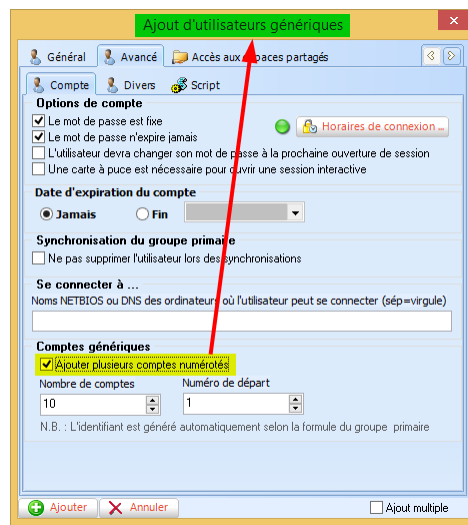 Ajout d'utilisateurs génériques
Général Avancé Accès aux espaces partagés
Compte Divers Script
Options de compte
Le mot de passe est fixe
Le mot de passe n'expire jamais
Horaires de connexion ...
L'utilisateur devra changer son mot de passe à la prochaine ouverture de session
Une carte à puce est nécessaire pour ouvrir une session interactive
Date d'expiration du compte
Jamais Fin
Synchronisation du groupe primaire
Ne pas supprimer l'utilisateur lors des synchronisations
Se connecter à ...
Noms NETBIOS ou DNS des ordinateurs où l'utilisateur peut se connecter (sép=virgule)
Comptes génériques
Ajouter plusieurs comptes numérotés
Nombre de comptes Numéro de départ
10 1
N.B. : L'identifiant est généré automatiquement selon la formule du groupe primaire
Ajouter Annuler Ajout multiple